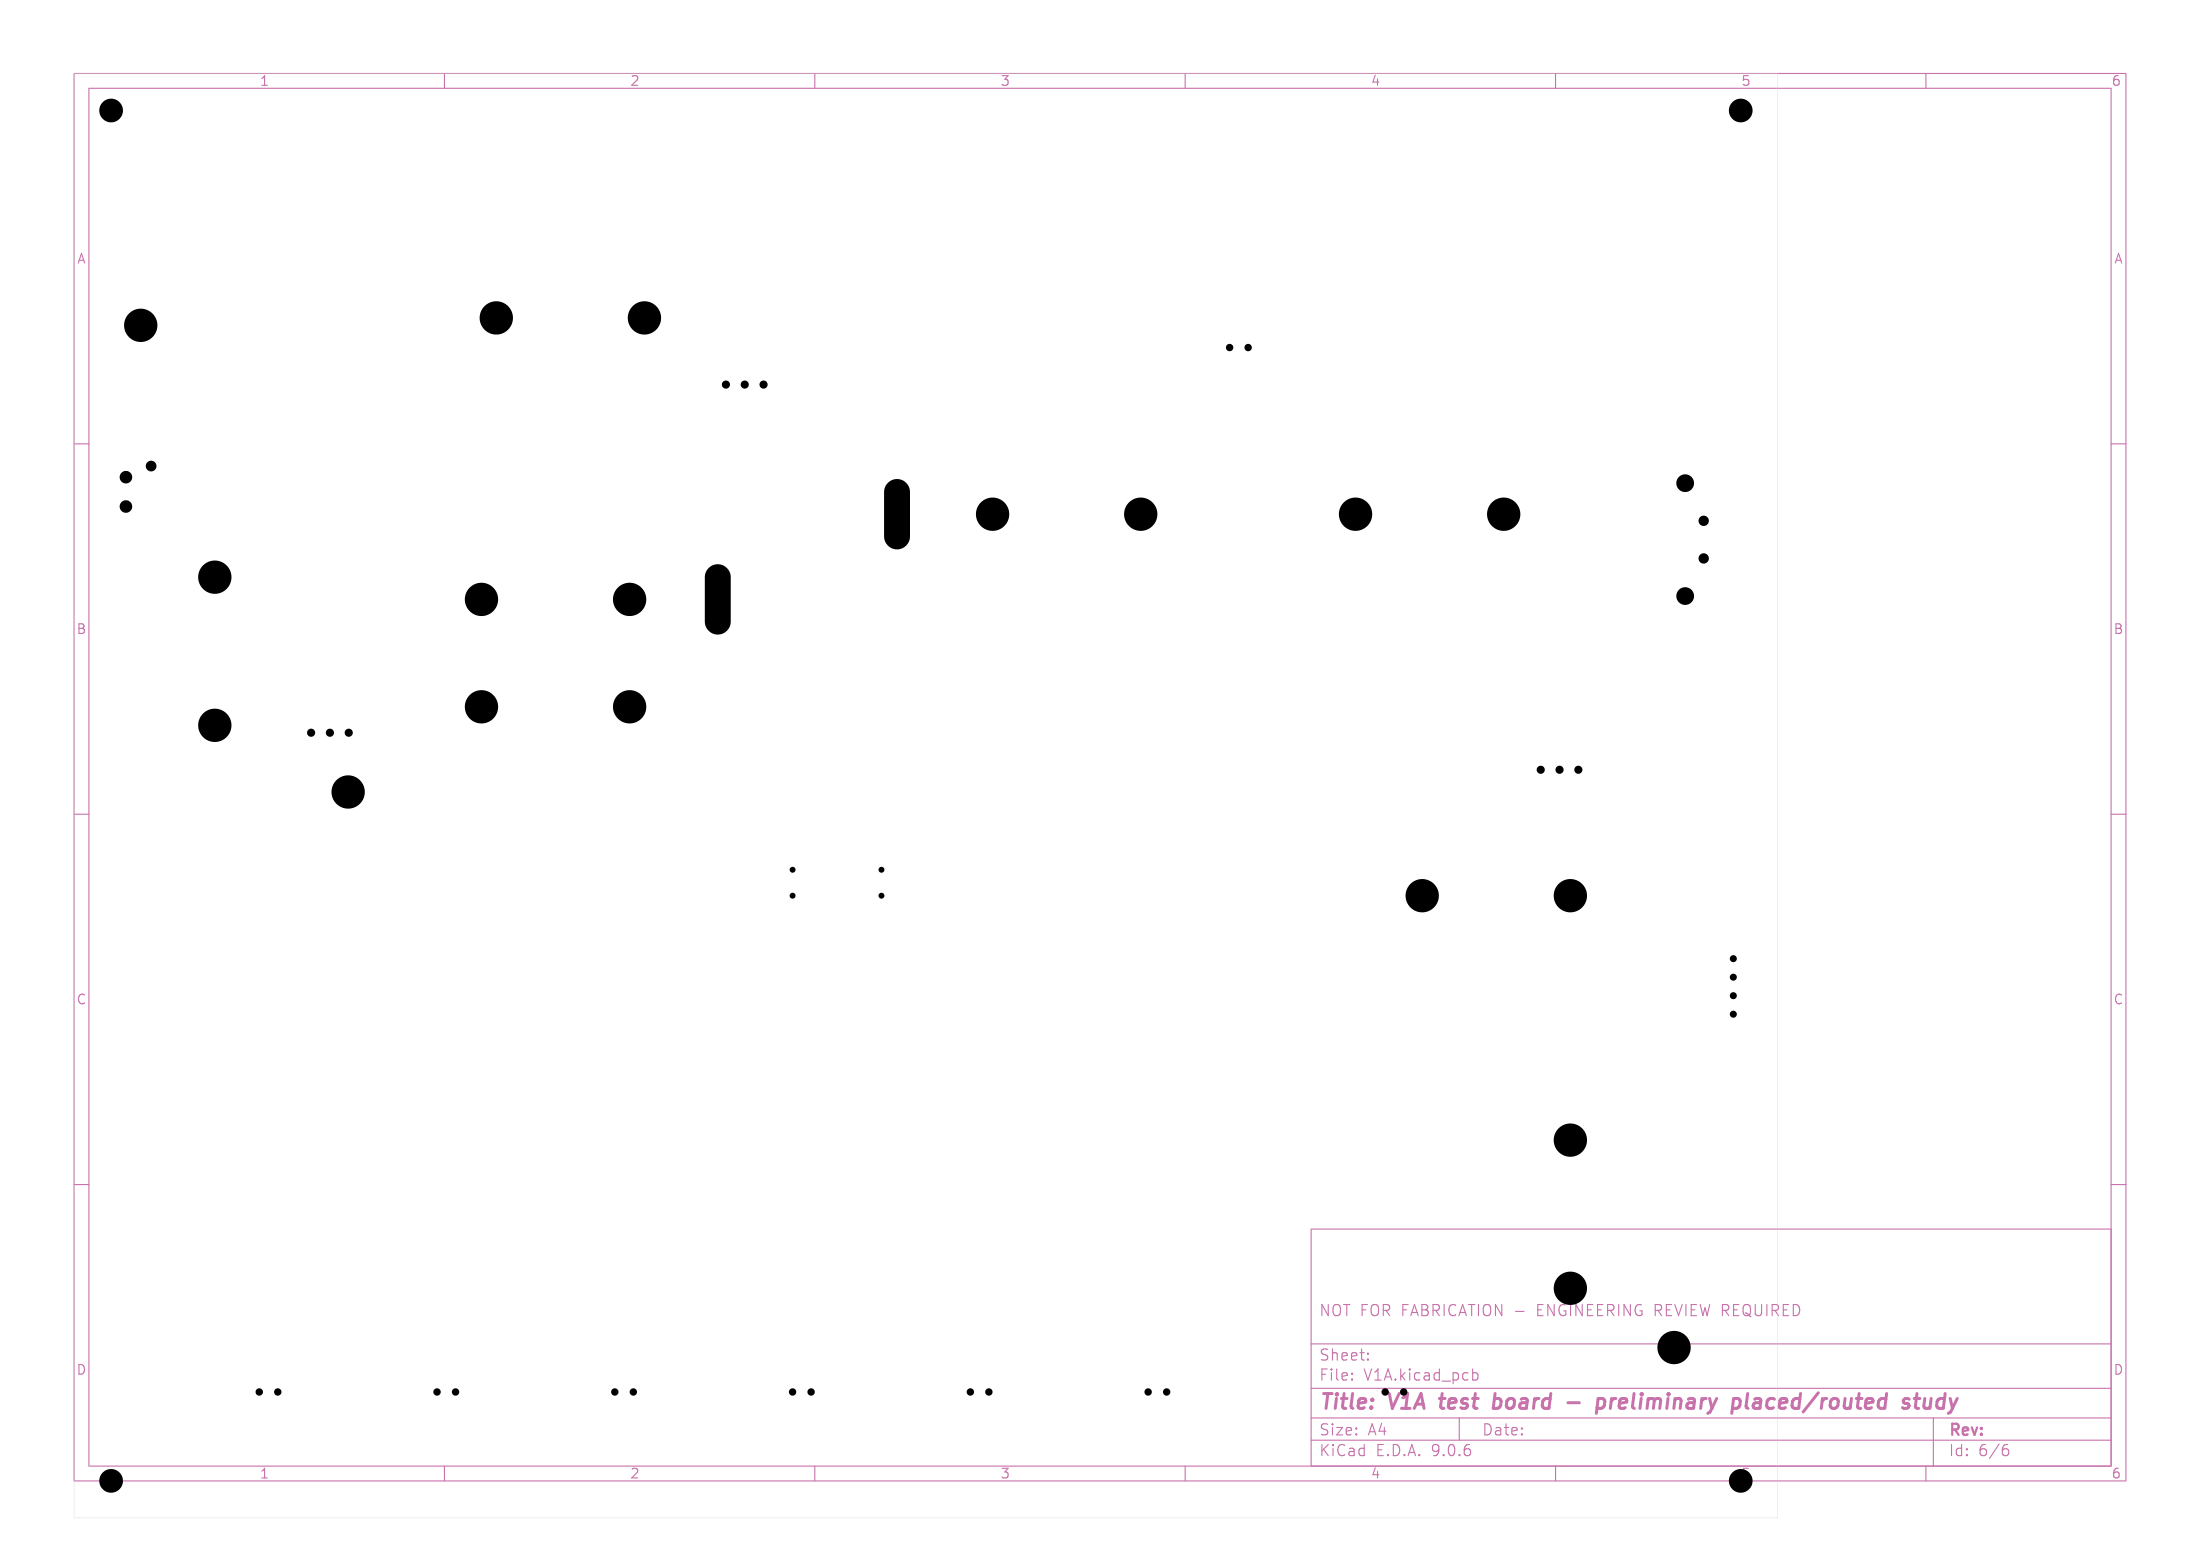 1 2 3 4 5 6
A A
B B
C C
NOT FOR FABRICATION — ENGINEERING REVIEW REQUIRED
Sheet:
File: V1A.kicad_pcb
D D
Title: V1A test board — preliminary placed/routed study
Size: A4 Date: Rev:
KiCad E.D.A. 9.0.6 Id: 6/6
1 2 3 4 5 6